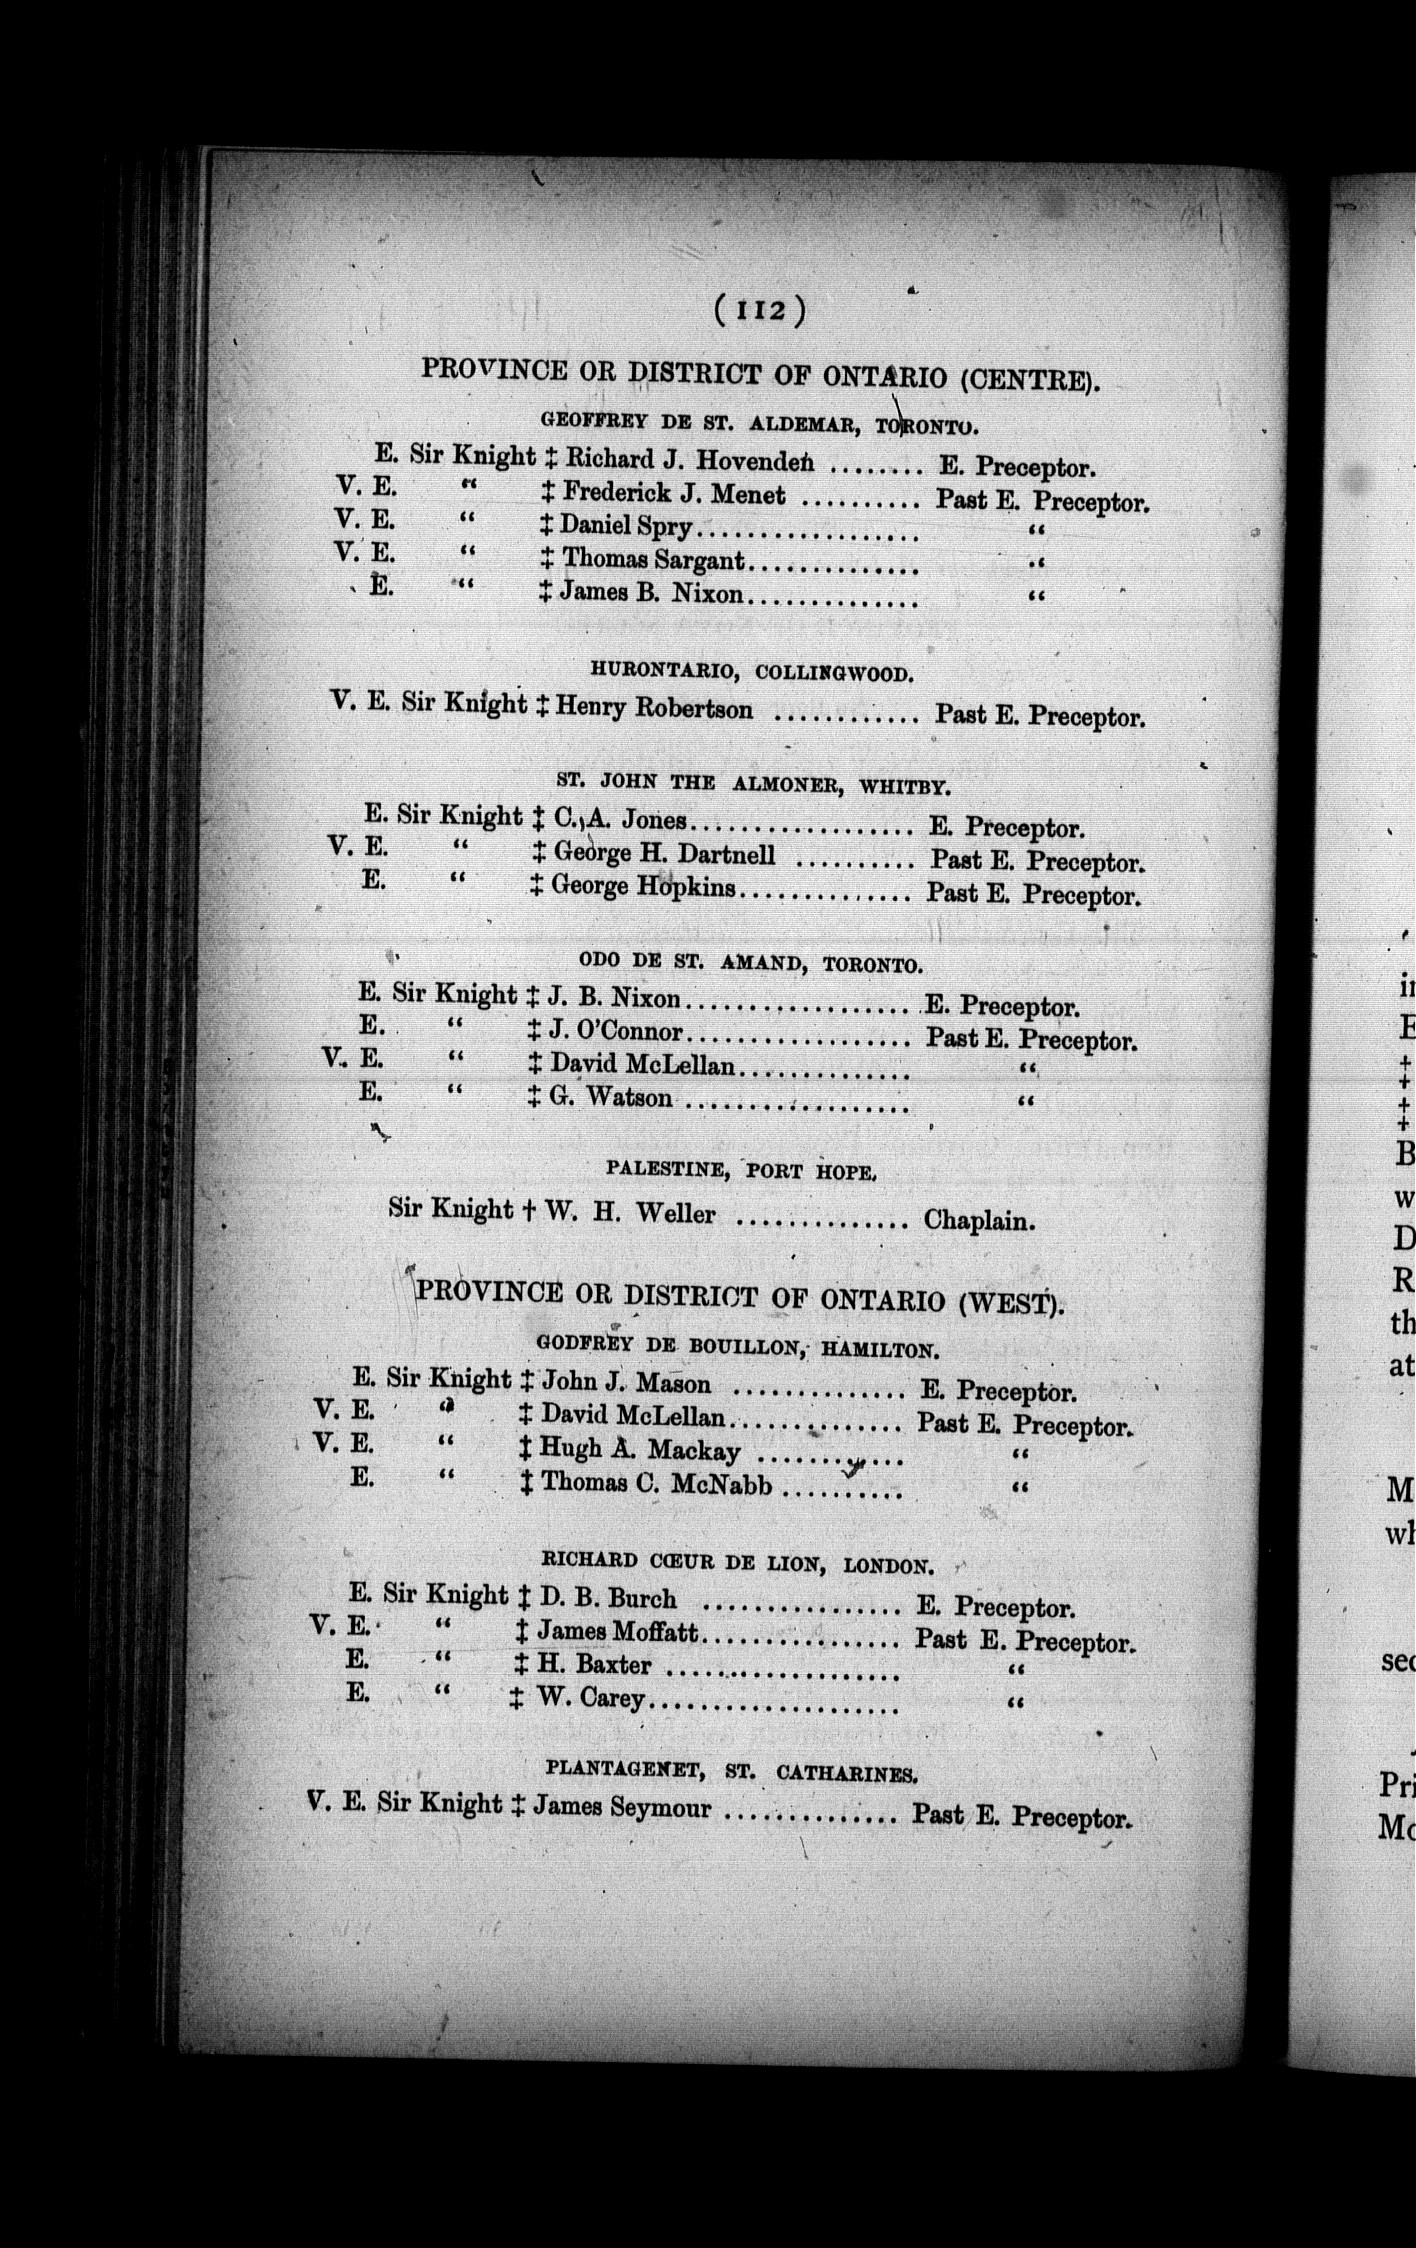 (112)
PROVINCE OR DISTRICT OF ONTARIO (CENTRE).
GEOFFREY DE ST. ALDEMAR, TORONTO.
E. Sir Knight ‡ Richard J. Hovenden ........ E. Preceptor.
V. E. “ ‡ Frederick J. Menet .......... Past E. Preceptor.
V. E. “ ‡ Daniel Spry.................. “
V. E. “ ‡ Thomas Sargant.............. “
E. “ ‡ James B. Nixon.............. “
HURONTARIO, COLLINGWOOD.
V. E. Sir Knight ‡ Henry Robertson ............ Past E. Preceptor.
ST. JOHN THE ALMONER, WHITBY.
E. Sir Knight ‡ C. A. Jones.................. E. Preceptor.
V. E. “ ‡ George H. Dartnell .......... Past E. Preceptor.
E. “ ‡ George Hopkins.............. Past E. Preceptor.
ODO DE ST. AMAND, TORONTO.
E. Sir Knight ‡ J. B. Nixon.................. E. Preceptor.
E. “ ‡ J. O'Connor................... Past E. Preceptor.
V. E. “ ‡ David McLellan.............. “
E. “ ‡ G. Watson .................. “
PALESTINE, PORT HOPE.
Sir Knight † W. H. Weller .............. Chaplain.
PROVINCE OR DISTRICT OF ONTARIO (WEST).
GODFREY DE BOUILLON, HAMILTON.
E. Sir Knight ‡ John J. Mason .............. E. Preceptor.
V. E. “ ‡ David McLellan.............. Past E. Preceptor.
V. E. “ ‡ Hugh A. Mackay ............ “
E. “ ‡ Thomas C. McNabb .......... “
RICHARD CŒUR DE LION, LONDON.
E. Sir Knight ‡ D. B. Burch ................ E. Preceptor.
V. E. “ ‡ James Moffatt................ Past E. Preceptor.
E. “ ‡ H. Baxter ................... “
E. “ ‡ W. Carey.................... “
PLANTAGENET, ST. CATHARINES.
V. E. Sir Knight ‡ James Seymour .............. Past E. Preceptor.